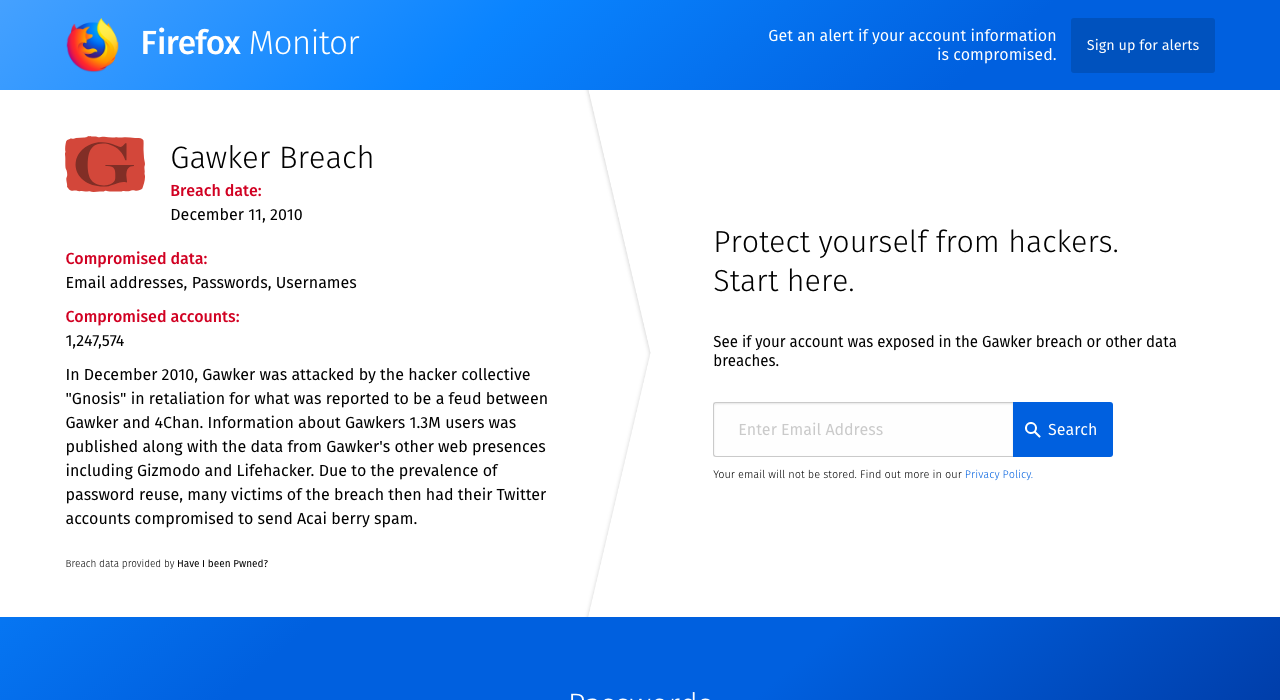 Firefox Monitor
Get an alert if your account information
is compromised.
Sign up for alerts
G
Gawker Breach
Breach date:
December 11, 2010
Compromised data:
Email addresses, Passwords, Usernames
Compromised accounts:
1,247,574
In December 2010, Gawker was attacked by the hacker collective
"Gnosis" in retaliation for what was reported to be a feud between
Gawker and 4Chan. Information about Gawkers 1.3M users was
published along with the data from Gawker's other web presences
including Gizmodo and Lifehacker. Due to the prevalence of
password reuse, many victims of the breach then had their Twitter
accounts compromised to send Acai berry spam.
Breach data provided by Have I been Pwned?
Protect yourself from hackers.
Start here.
See if your account was exposed in the Gawker breach or other data
breaches.
Enter Email Address
Search
Your email will not be stored. Find out more in our Privacy Policy.
Passwords